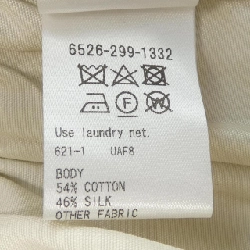 6526-299-1332
Use laundry net.
621-1 UAF8
BODY
54% COTTON
46% SILK
OTHER FABRIC